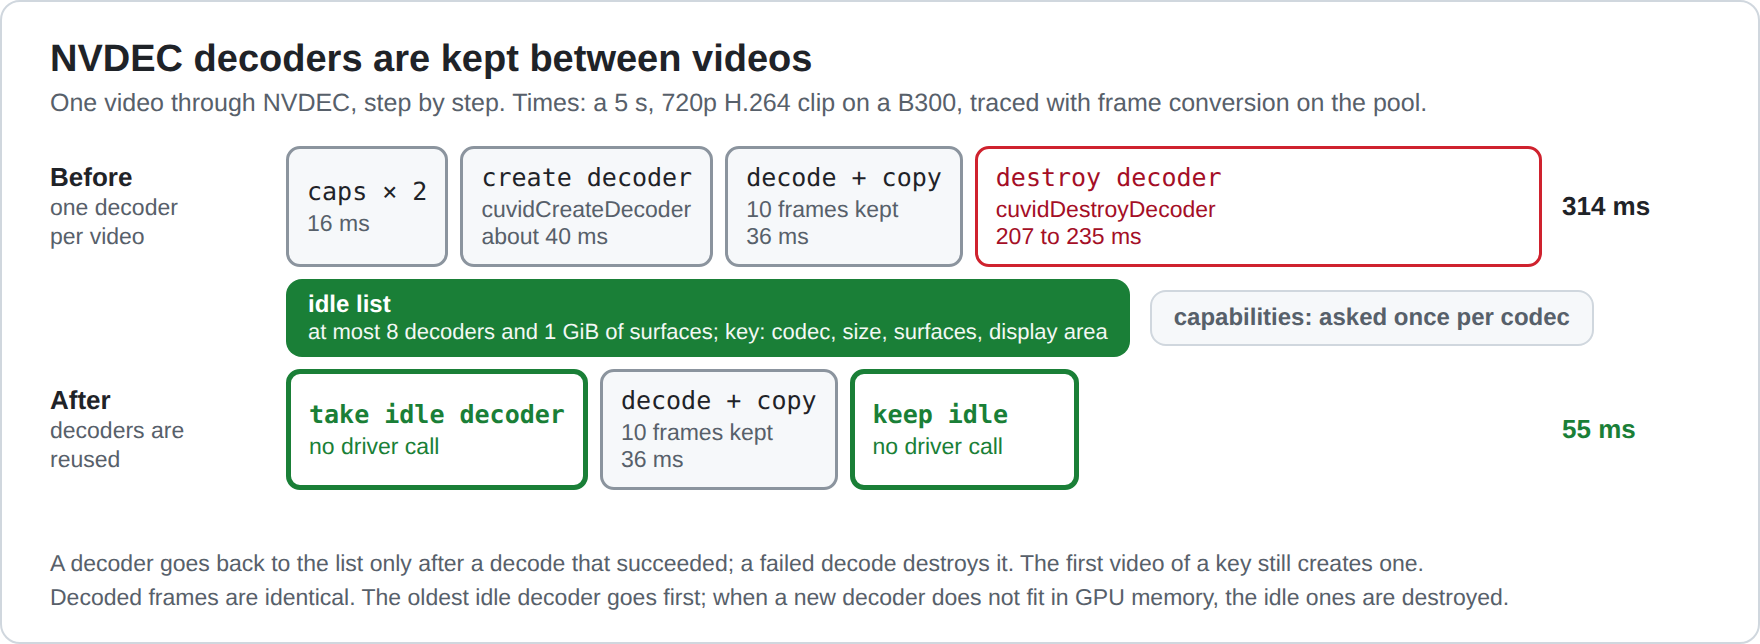 NVDEC decoders are kept between videos
One video through NVDEC, step by step. Times: a 5 s, 720p H.264 clip on a B300, traced with frame conversion on the pool.
Before
one decoder
per video
caps × 2
16 ms
create decoder
cuvidCreateDecoder
about 40 ms
decode + copy
10 frames kept
36 ms
destroy decoder
cuvidDestroyDecoder
207 to 235 ms
314 ms
idle list
at most 8 decoders and 1 GiB of surfaces; key: codec, size, surfaces, display area
capabilities: asked once per codec
After
decoders are
reused
take idle decoder
no driver call
decode + copy
10 frames kept
36 ms
keep idle
no driver call
55 ms
A decoder goes back to the list only after a decode that succeeded; a failed decode destroys it. The first video of a key still creates one.
Decoded frames are identical. The oldest idle decoder goes first; when a new decoder does not fit in GPU memory, the idle ones are destroyed.